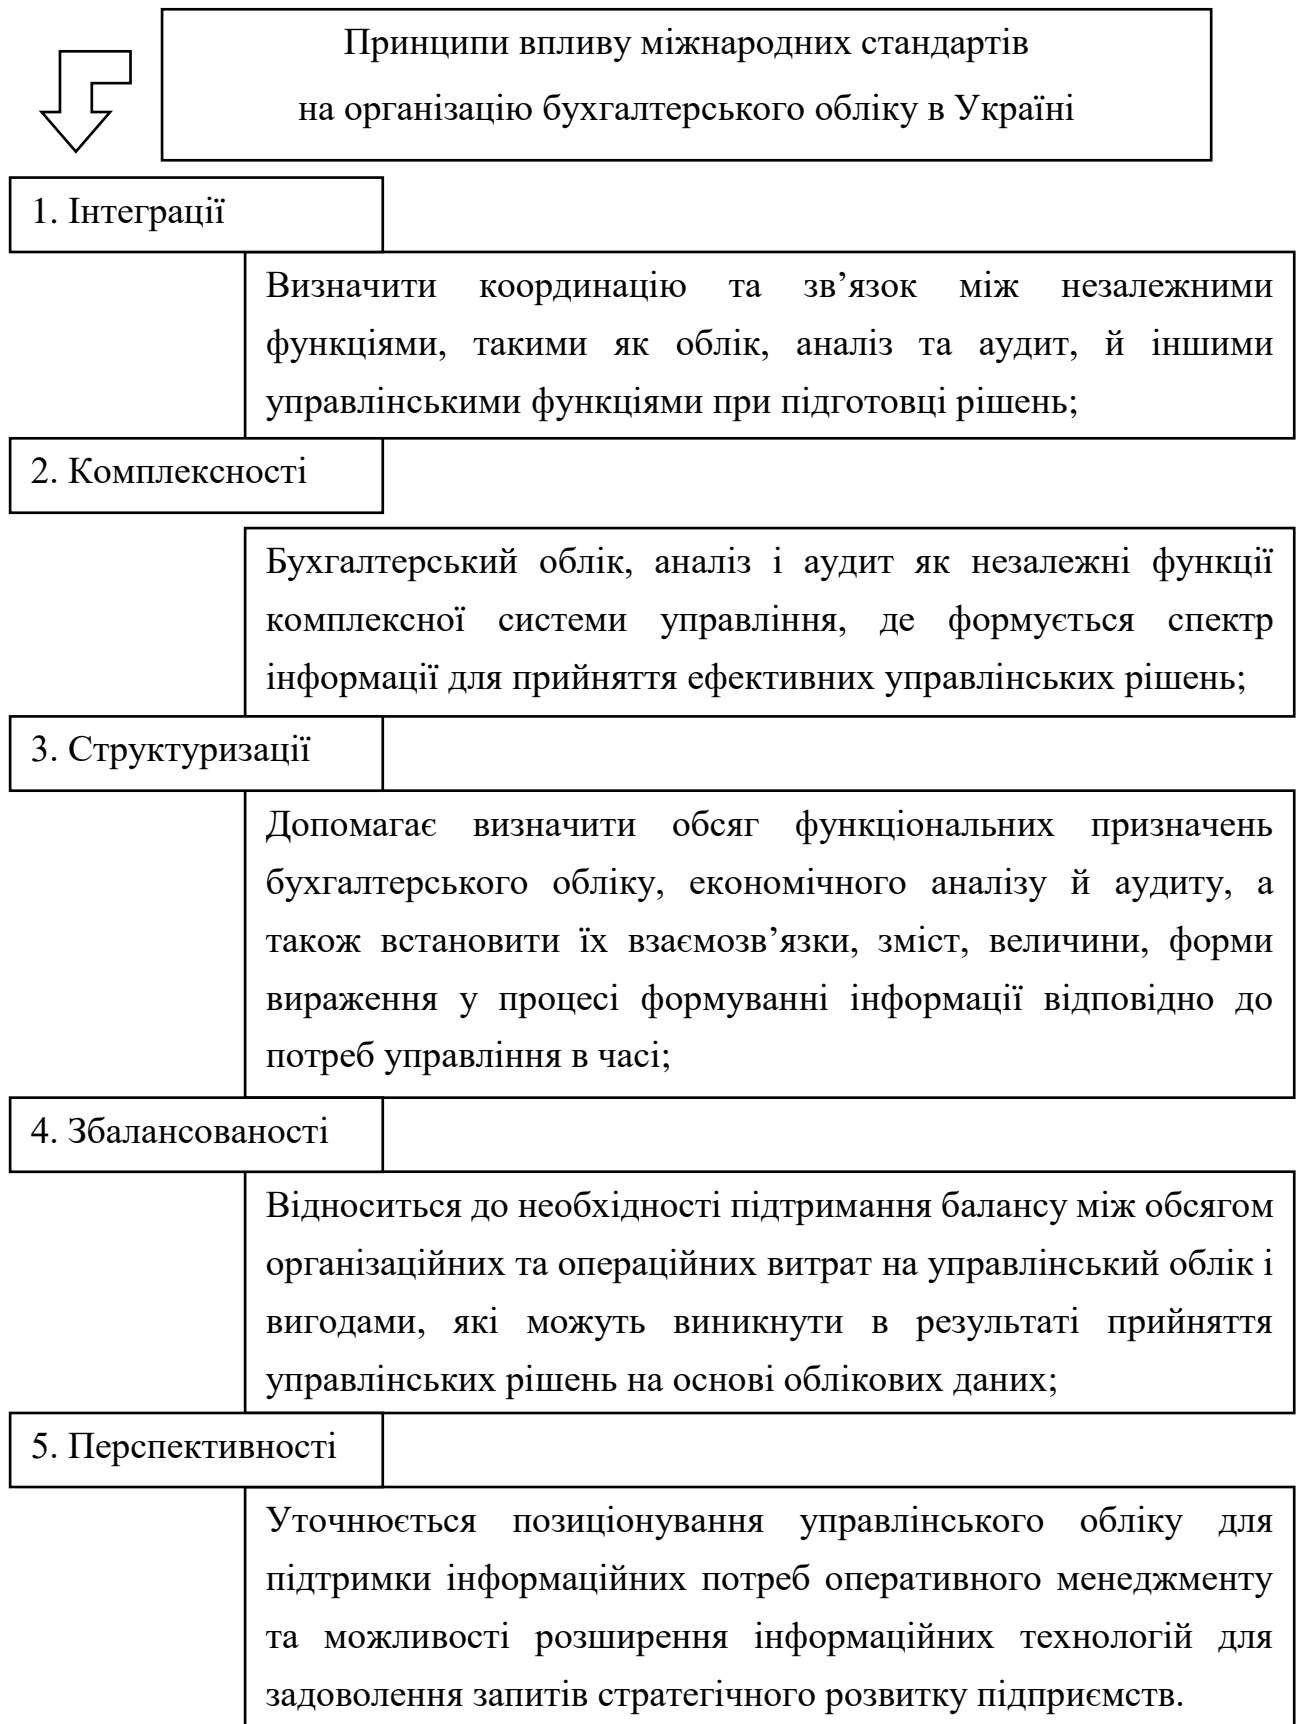 Принципи впливу міжнародних стандартів
на організацію бухгалтерського обліку в Україні
1. Інтеграції
Визначити координацію та зв’язок між незалежними
функціями, такими як облік, аналіз та аудит, й іншими
управлінськими функціями при підготовці рішень;
2. Комплексності
Бухгалтерський облік, аналіз і аудит як незалежні функції
комплексної системи управління, де формується спектр
інформації для прийняття ефективних управлінських рішень;
3. Структуризації
Допомагає визначити обсяг функціональних призначень
бухгалтерського обліку, економічного аналізу й аудиту, а
також встановити їх взаємозв’язки, зміст, величини, форми
вираження у процесі формуванні інформації відповідно до
потреб управління в часі;
4. Збалансованості
Відноситься до необхідності підтримання балансу між обсягом
організаційних та операційних витрат на управлінський облік і
вигодами, які можуть виникнути в результаті прийняття
управлінських рішень на основі облікових даних;
5. Перспективності
Уточнюється позиціонування управлінського обліку для
підтримки інформаційних потреб оперативного менеджменту
та можливості розширення інформаційних технологій для
задоволення запитів стратегічного розвитку підприємств.